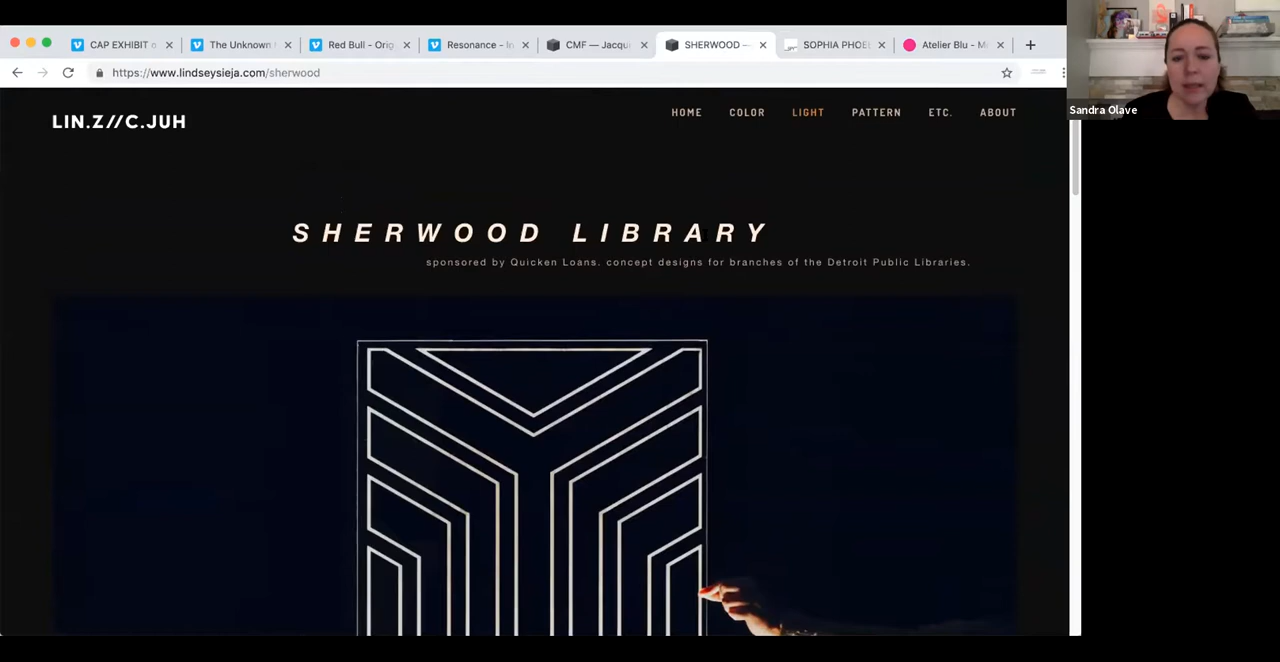 CAP EXHIBIT
The Unknown
Red Bull - Orig
Resonance - In
CMF — Jacqu
SHERWOOD —
SOPHIA PHOE
Atelier Blu - M
https://www.lindseysieja.com/sherwood
Sandra Olave
LIN.Z//C.JUH
HOME COLOR LIGHT PATTERN ETC. ABOUT
SHERWOOD LIBRARY
sponsored by Quicken Loans. concept designs for branches of the Detroit Public Libraries.